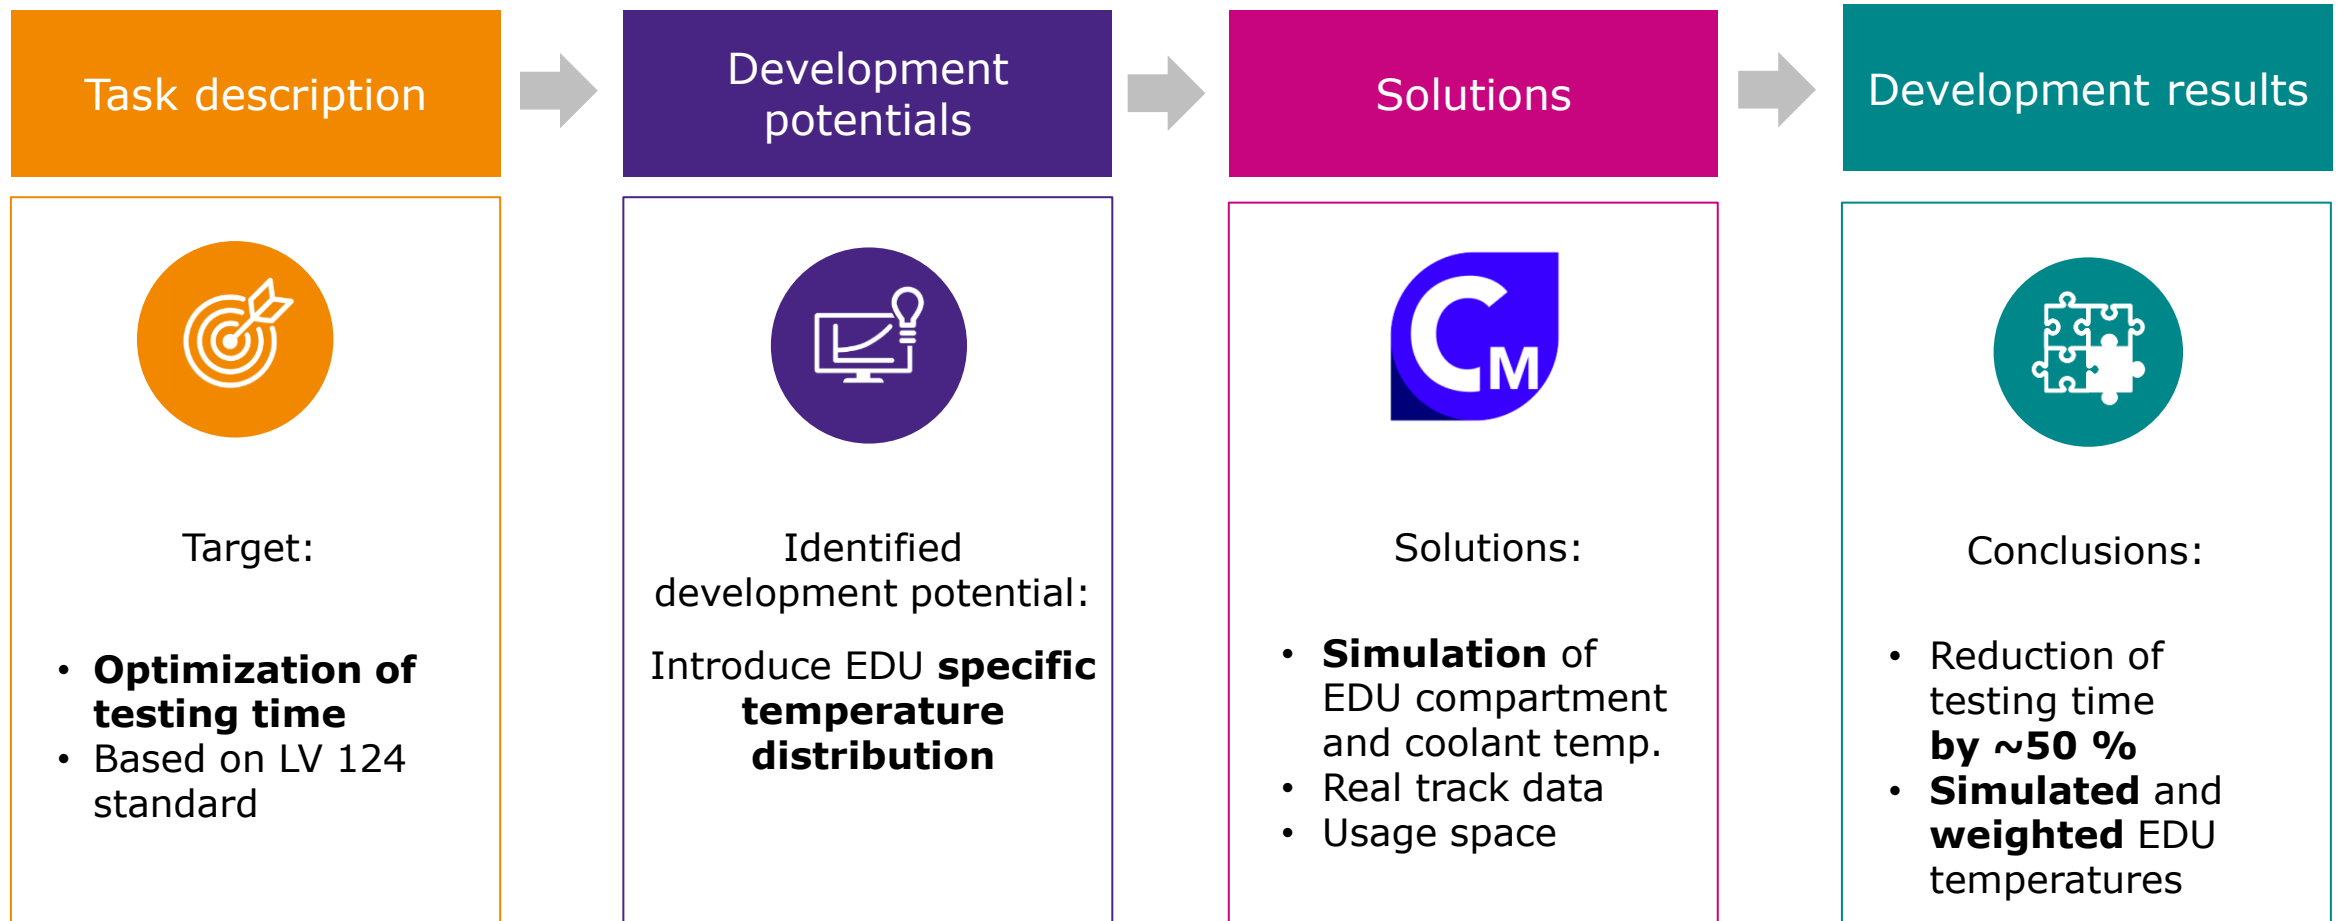 Task description
Development
potentials
Solutions
Development results
Target:
• Optimization of
testing time
• Based on LV 124
standard
Identified
development potential:
Introduce EDU specific
temperature
distribution
CM
Solutions:
• Simulation of
EDU compartment
and coolant temp.
• Real track data
• Usage space
Conclusions:
• Reduction of
testing time
by ~50 %
• Simulated and
weighted EDU
temperatures